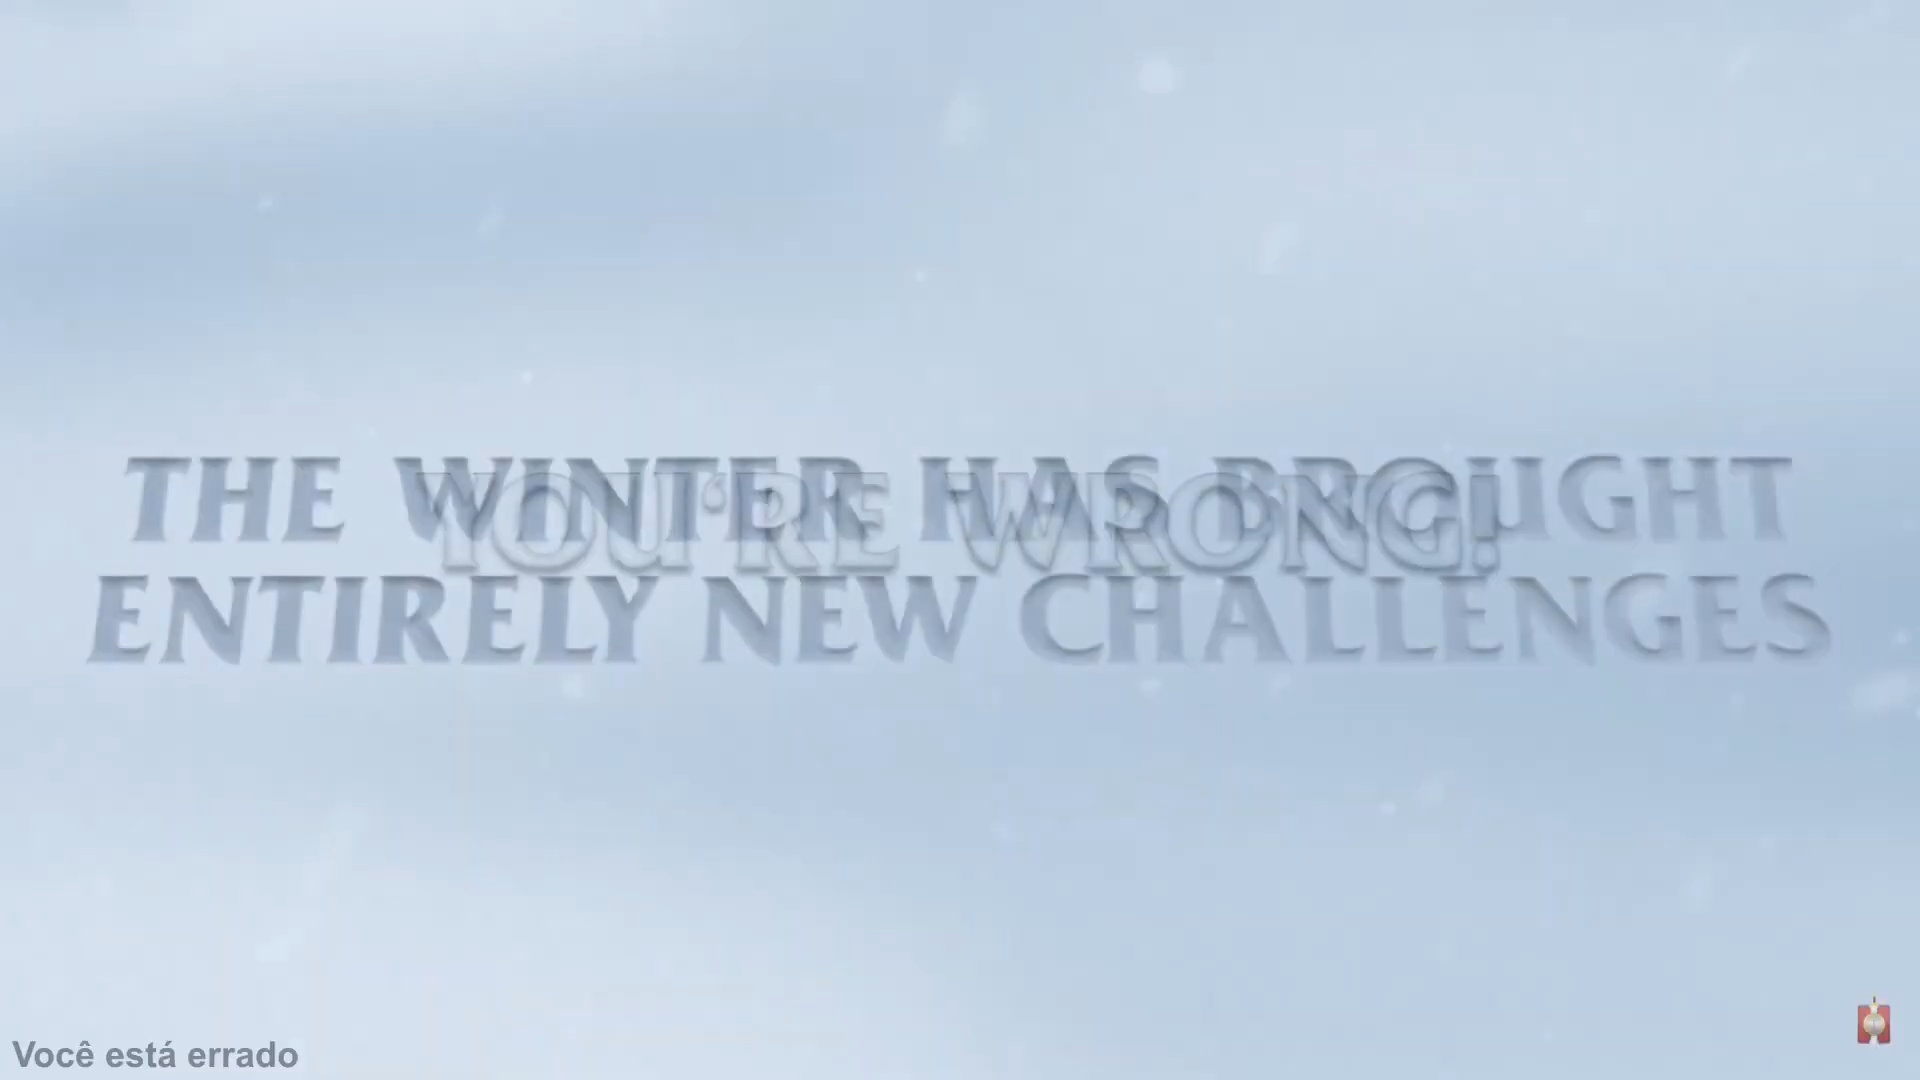 THE WINTER HAS BROUGHT
YOU'RE WRONG!
ENTIRELY NEW CHALLENGES
Você está errado